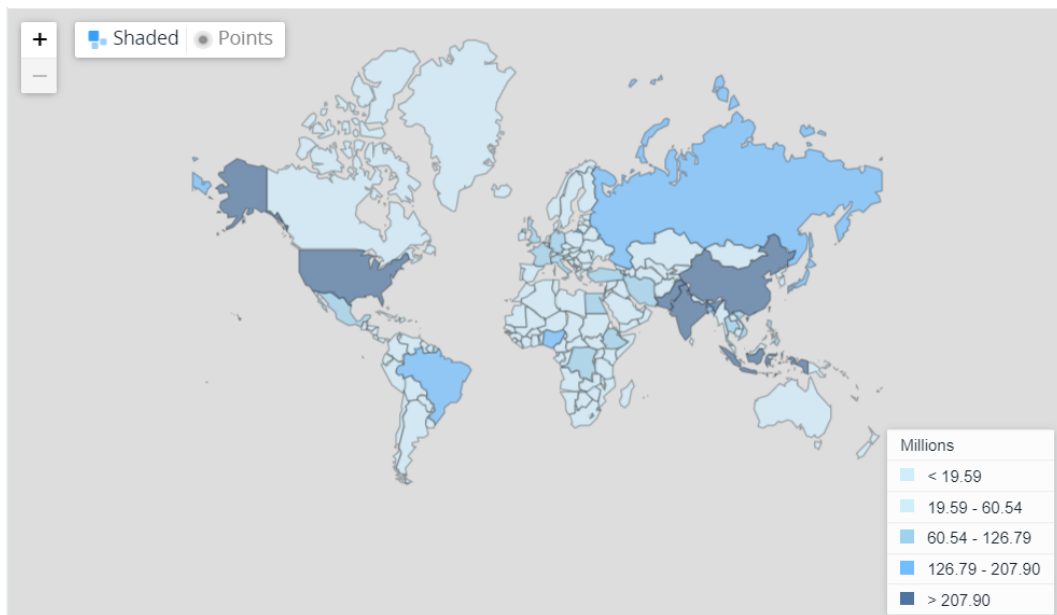 +
Shaded Points
−
Millions
< 19.59
19.59 - 60.54
60.54 - 126.79
126.79 - 207.90
> 207.90